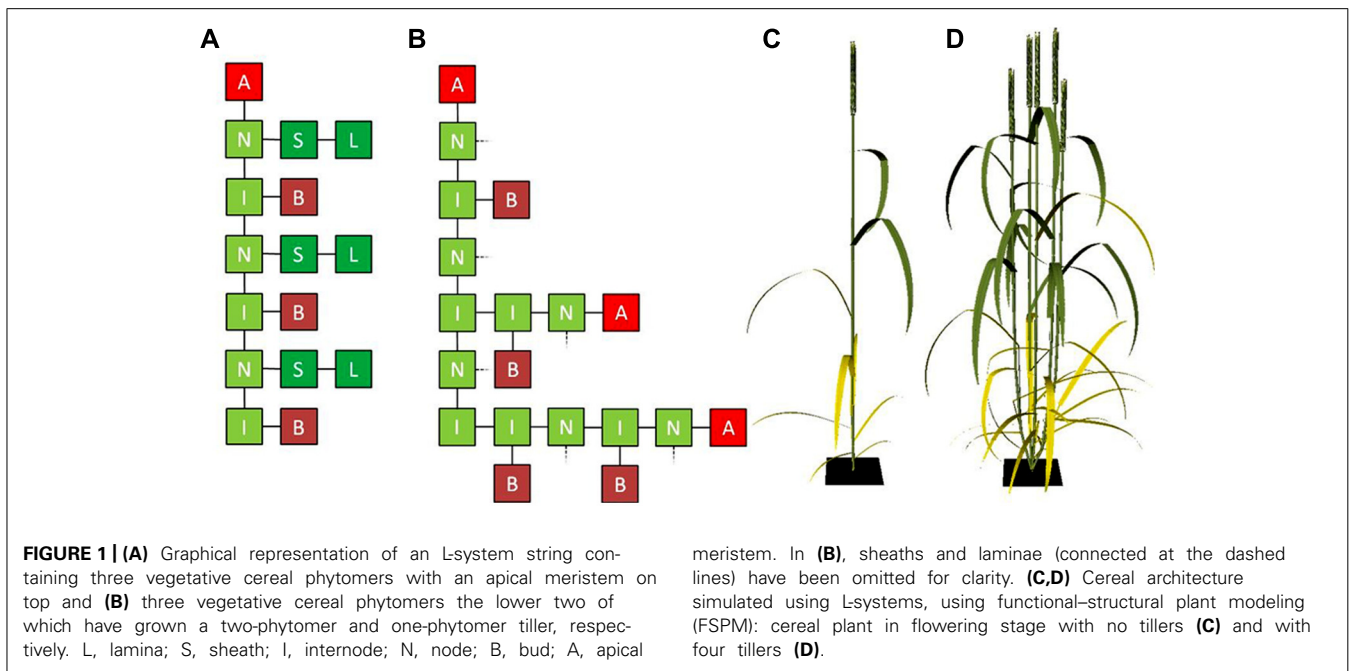 A B C D
A A
N S L N
I B I B
N S L N
I B I I N A
N S L N B
I B I I N I N A
B B
FIGURE 1 | (A) Graphical representation of an L-system string con-
taining three vegetative cereal phytomers with an apical meristem on
top and (B) three vegetative cereal phytomers the lower two of
which have grown a two-phytomer and one-phytomer tiller, respec-
tively. L, lamina; S, sheath; I, internode; N, node; B, bud; A, apical
meristem. In (B), sheaths and laminae (connected at the dashed
lines) have been omitted for clarity. (C,D) Cereal architecture
simulated using L-systems, using functional–structural plant modeling
(FSPM): cereal plant in flowering stage with no tillers (C) and with
four tillers (D).